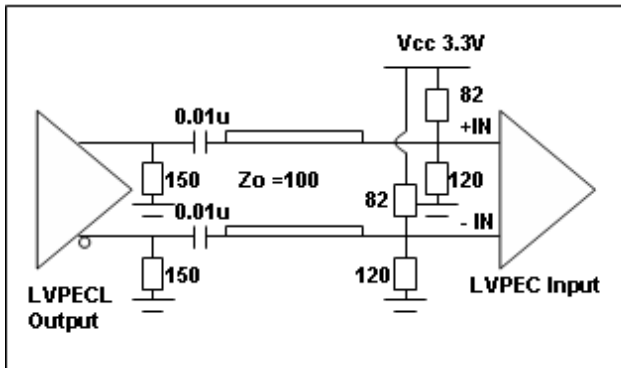 Vcc 3.3V
82
0.01u
+IN
150
Zo =100
120
0.01u
82
- IN
150
120
LVPECL
Output
LVPEC Input